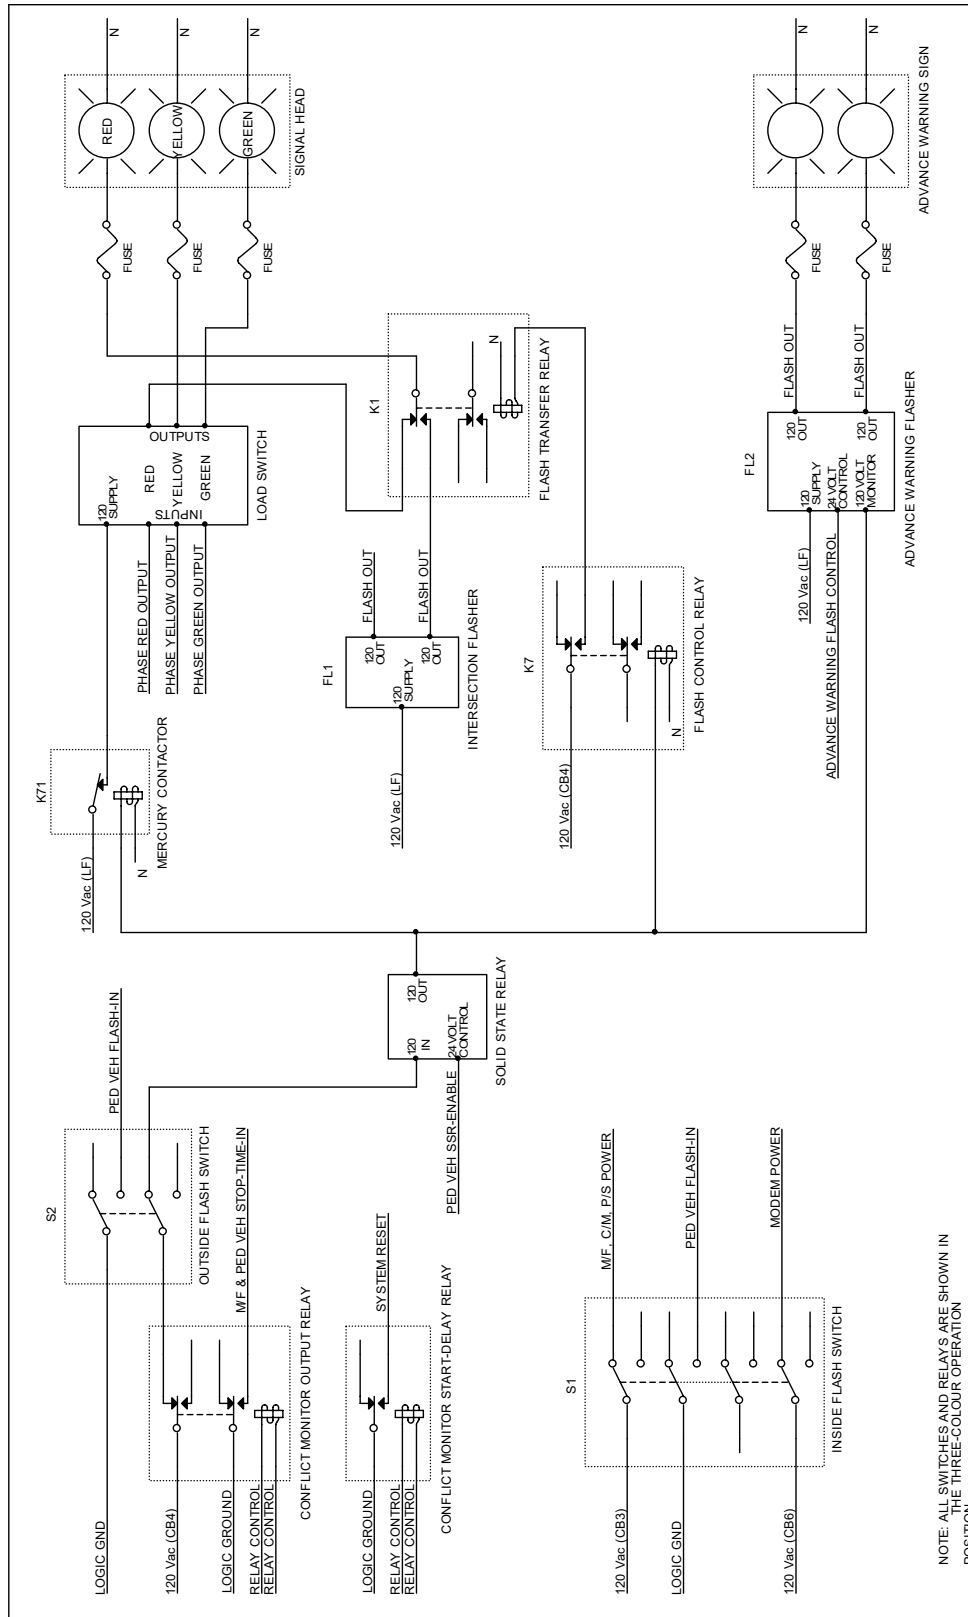 LOGIC GND
120 Vac (CB4)
LOGIC GROUND
RELAY CONTROL
RELAY CONTROL
CONFLICT MONITOR OUTPUT RELAY
M/F & PED VEH STOP-TIME-IN
S2
OUTSIDE FLASH SWITCH
PED VEH FLASH-IN
120 Vac (LF)
K71
N
MERCURY CONTACTOR
PHASE RED OUTPUT
PHASE YELLOW OUTPUT
PHASE GREEN OUTPUT
120
SUPPLY
INPUTS
OUTPUTS
RED
YELLOW
GREEN
LOAD SWITCH
FUSE
FUSE
FUSE
RED
YELLOW
GREEN
SIGNAL HEAD
N
N
N
LOGIC GROUND
RELAY CONTROL
RELAY CONTROL
CONFLICT MONITOR START-DELAY RELAY
SYSTEM RESET
PED VEH SSR-ENABLE
120
IN
24 VOLT
CONTROL
120
OUT
SOLID STATE RELAY
120 Vac (LF)
FL1
120
SUPPLY
120
OUT
120
OUT
INTERSECTION FLASHER
FLASH OUT
FLASH OUT
K1
N
FLASH TRANSFER RELAY
120 Vac (CB4)
K7
N
FLASH CONTROL RELAY
120 Vac (CB3)
LOGIC GND
120 Vac (CB6)
S1
INSIDE FLASH SWITCH
M/F, C/M, P/S POWER
PED VEH FLASH-IN
MODEM POWER
120 Vac (LF)
ADVANCE WARNING FLASH CONTROL
FL2
120
SUPPLY
24 VOLT
CONTROL
120 VOLT
MONITOR
120
OUT
120
OUT
ADVANCE WARNING FLASHER
FLASH OUT
FLASH OUT
FUSE
FUSE
ADVANCE WARNING SIGN
N
N
NOTE: ALL SWITCHES AND RELAYS ARE SHOWN IN
THE THREE-COLOUR OPERATION
POSITION